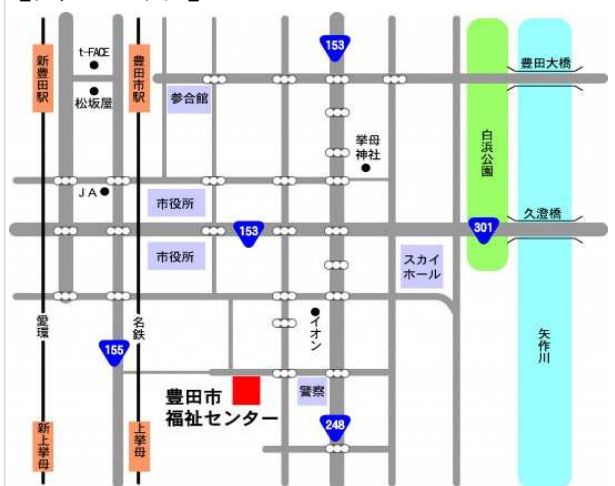 153
t-FACE
新豊田駅
豊田市駅
豊田大橋
松坂屋
参合館
挙母
神社
白浜公園
JA
市役所
久澄橋
153
301
市役所
スカイ
ホール
愛環
名鉄
イオン
矢作川
155
豊田市
福祉センター
警察
新上挙母
上挙母
248